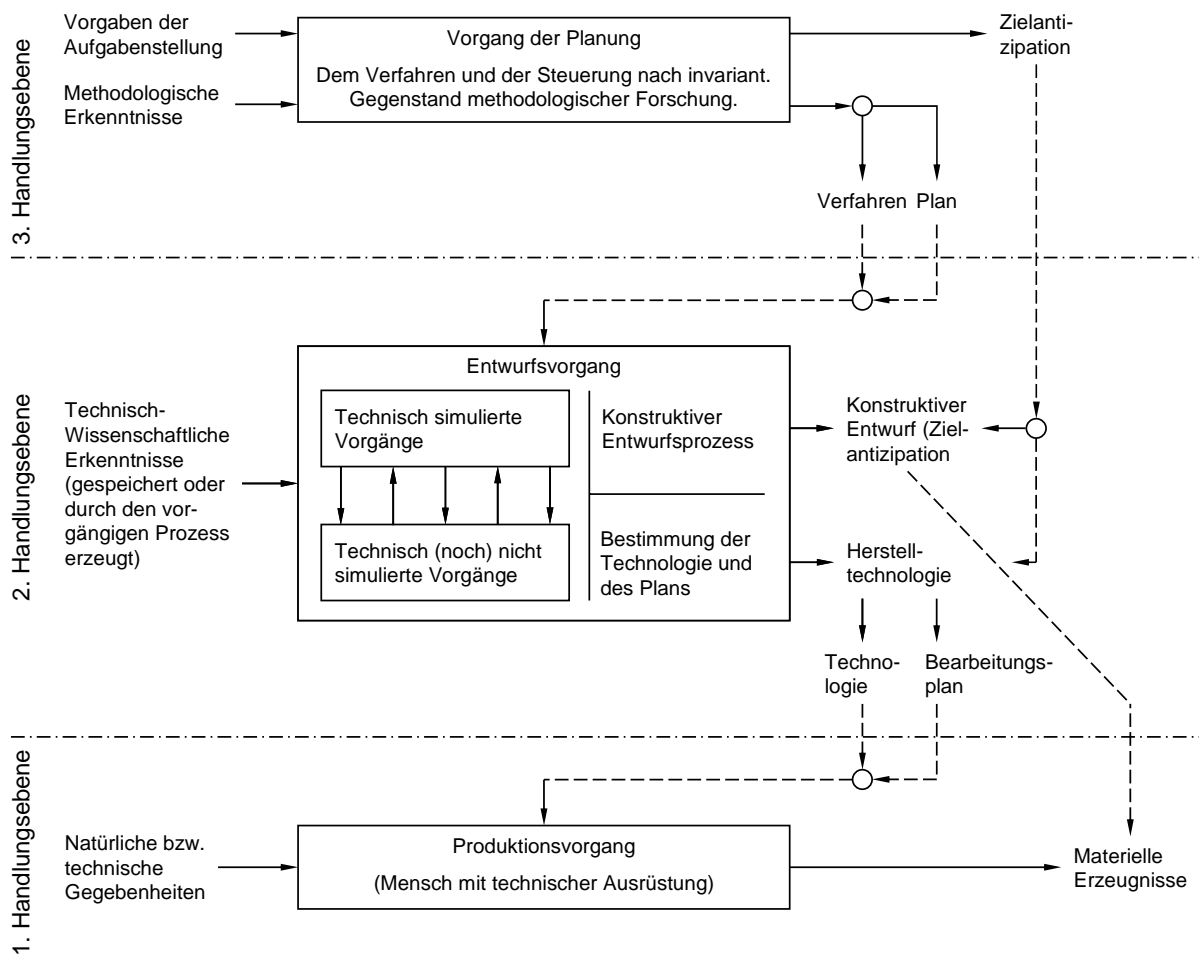 3. Handlungsebene
Vorgaben der
Aufgabenstellung
Methodologische
Erkenntnisse
Vorgang der Planung
Dem Verfahren und der Steuerung nach invariant.
Gegenstand methodologischer Forschung.
Zielanti-
zipation
Verfahren
Plan
2. Handlungsebene
Technisch-
Wissenschaftliche
Erkenntnisse
(gespeichert oder
durch den vor-
gängigen Prozess
erzeugt)
Entwurfsvorgang
Technisch simulierte
Vorgänge
Technisch (noch) nicht
simulierte Vorgänge
Konstruktiver
Entwurfsprozess
Bestimmung der
Technologie und
des Plans
Konstruktiver
Entwurf (Ziel-
antizipation
Herstell-
technologie
Techno-
logie
Bearbeitungs-
plan
1. Handlungsebene
Natürliche bzw.
technische
Gegebenheiten
Produktionsvorgang
(Mensch mit technischer Ausrüstung)
Materielle
Erzeugnisse